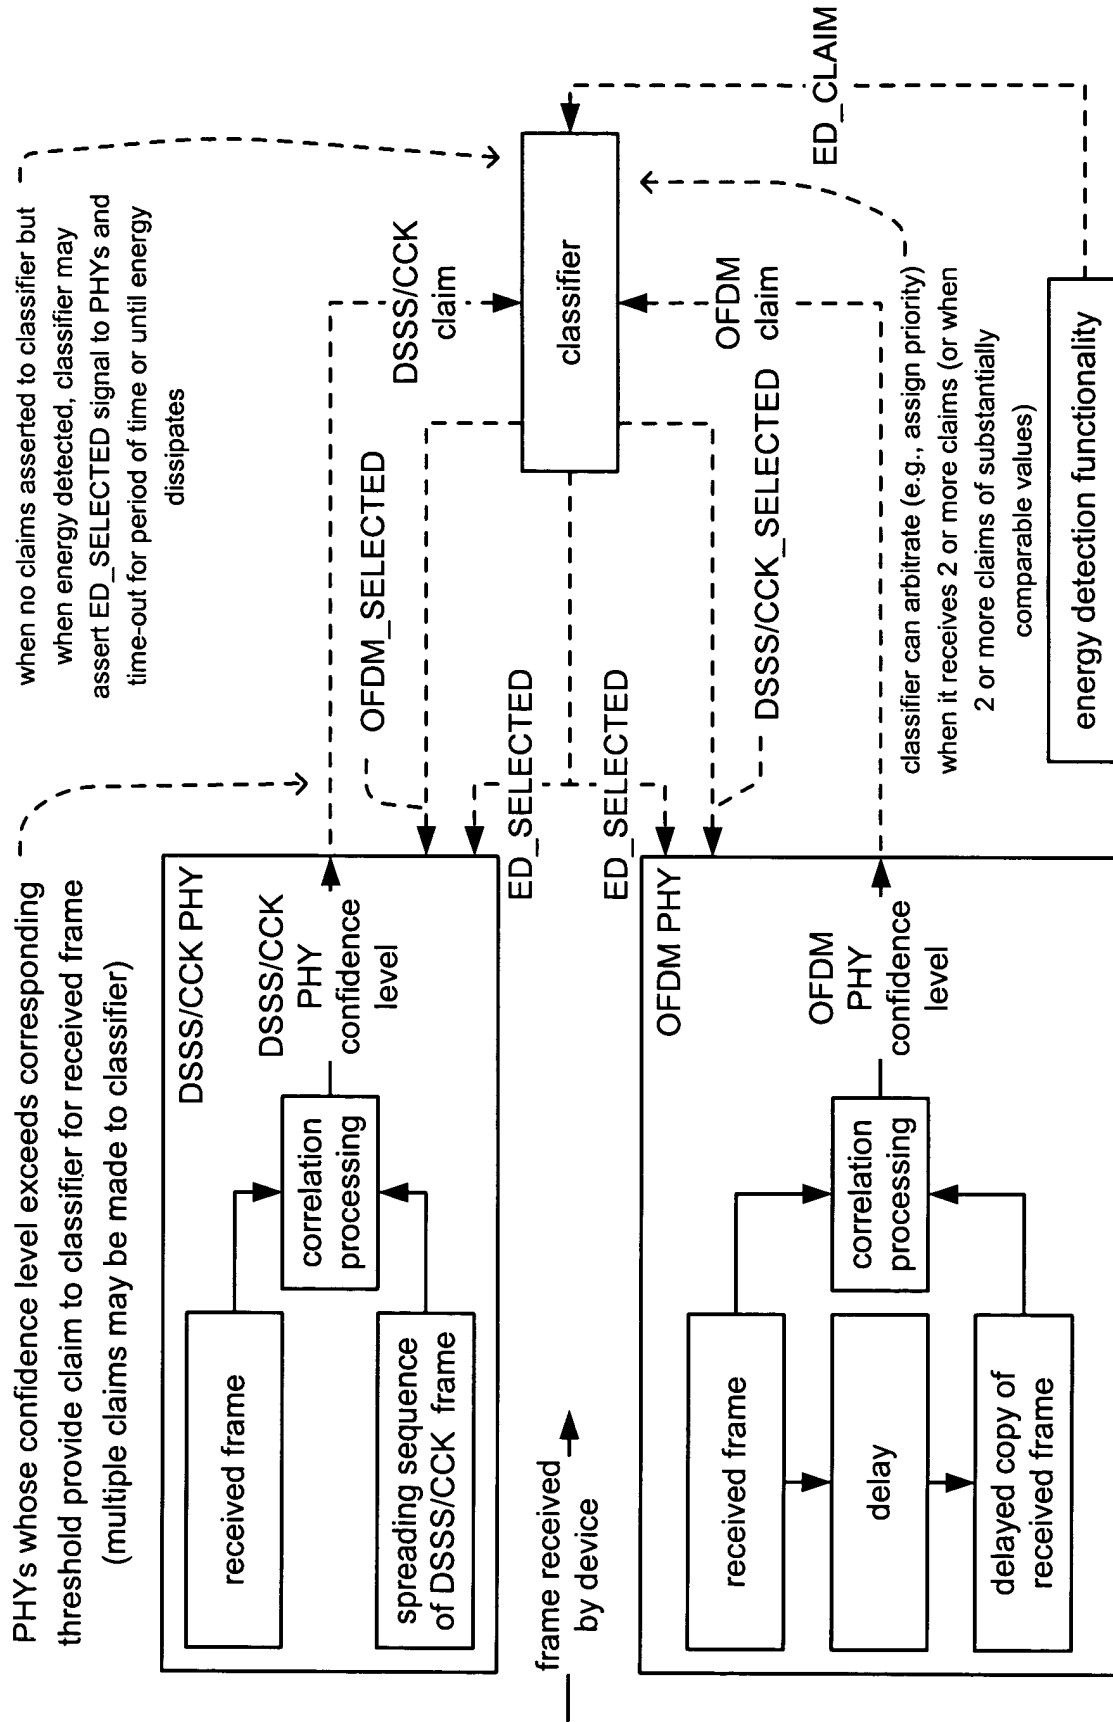 PHYs whose confidence level exceeds corresponding
threshold provide claim to classifier for received frame
(multiple claims may be made to classifier)
when no claims asserted to classifier but
when energy detected, classifier may
assert ED_SELECTED signal to PHYs and
time-out for period of time or until energy
dissipates
DSSS/CCK PHY
received frame
spreading sequence
of DSSS/CCK frame
correlation
processing
DSSS/CCK
PHY
confidence
level
OFDM_SELECTED
DSSS/CCK
claim
ED_SELECTED
ED_SELECTED
classifier
frame received
by device
OFDM PHY
received frame
delay
delayed copy of
received frame
correlation
processing
OFDM
PHY
confidence
level
DSSS/CCK_SELECTED
OFDM
claim
ED_CLAIM
classifier can arbitrate (e.g., assign priority)
when it receives 2 or more claims (or when
2 or more claims of substantially
comparable values)
energy detection functionality